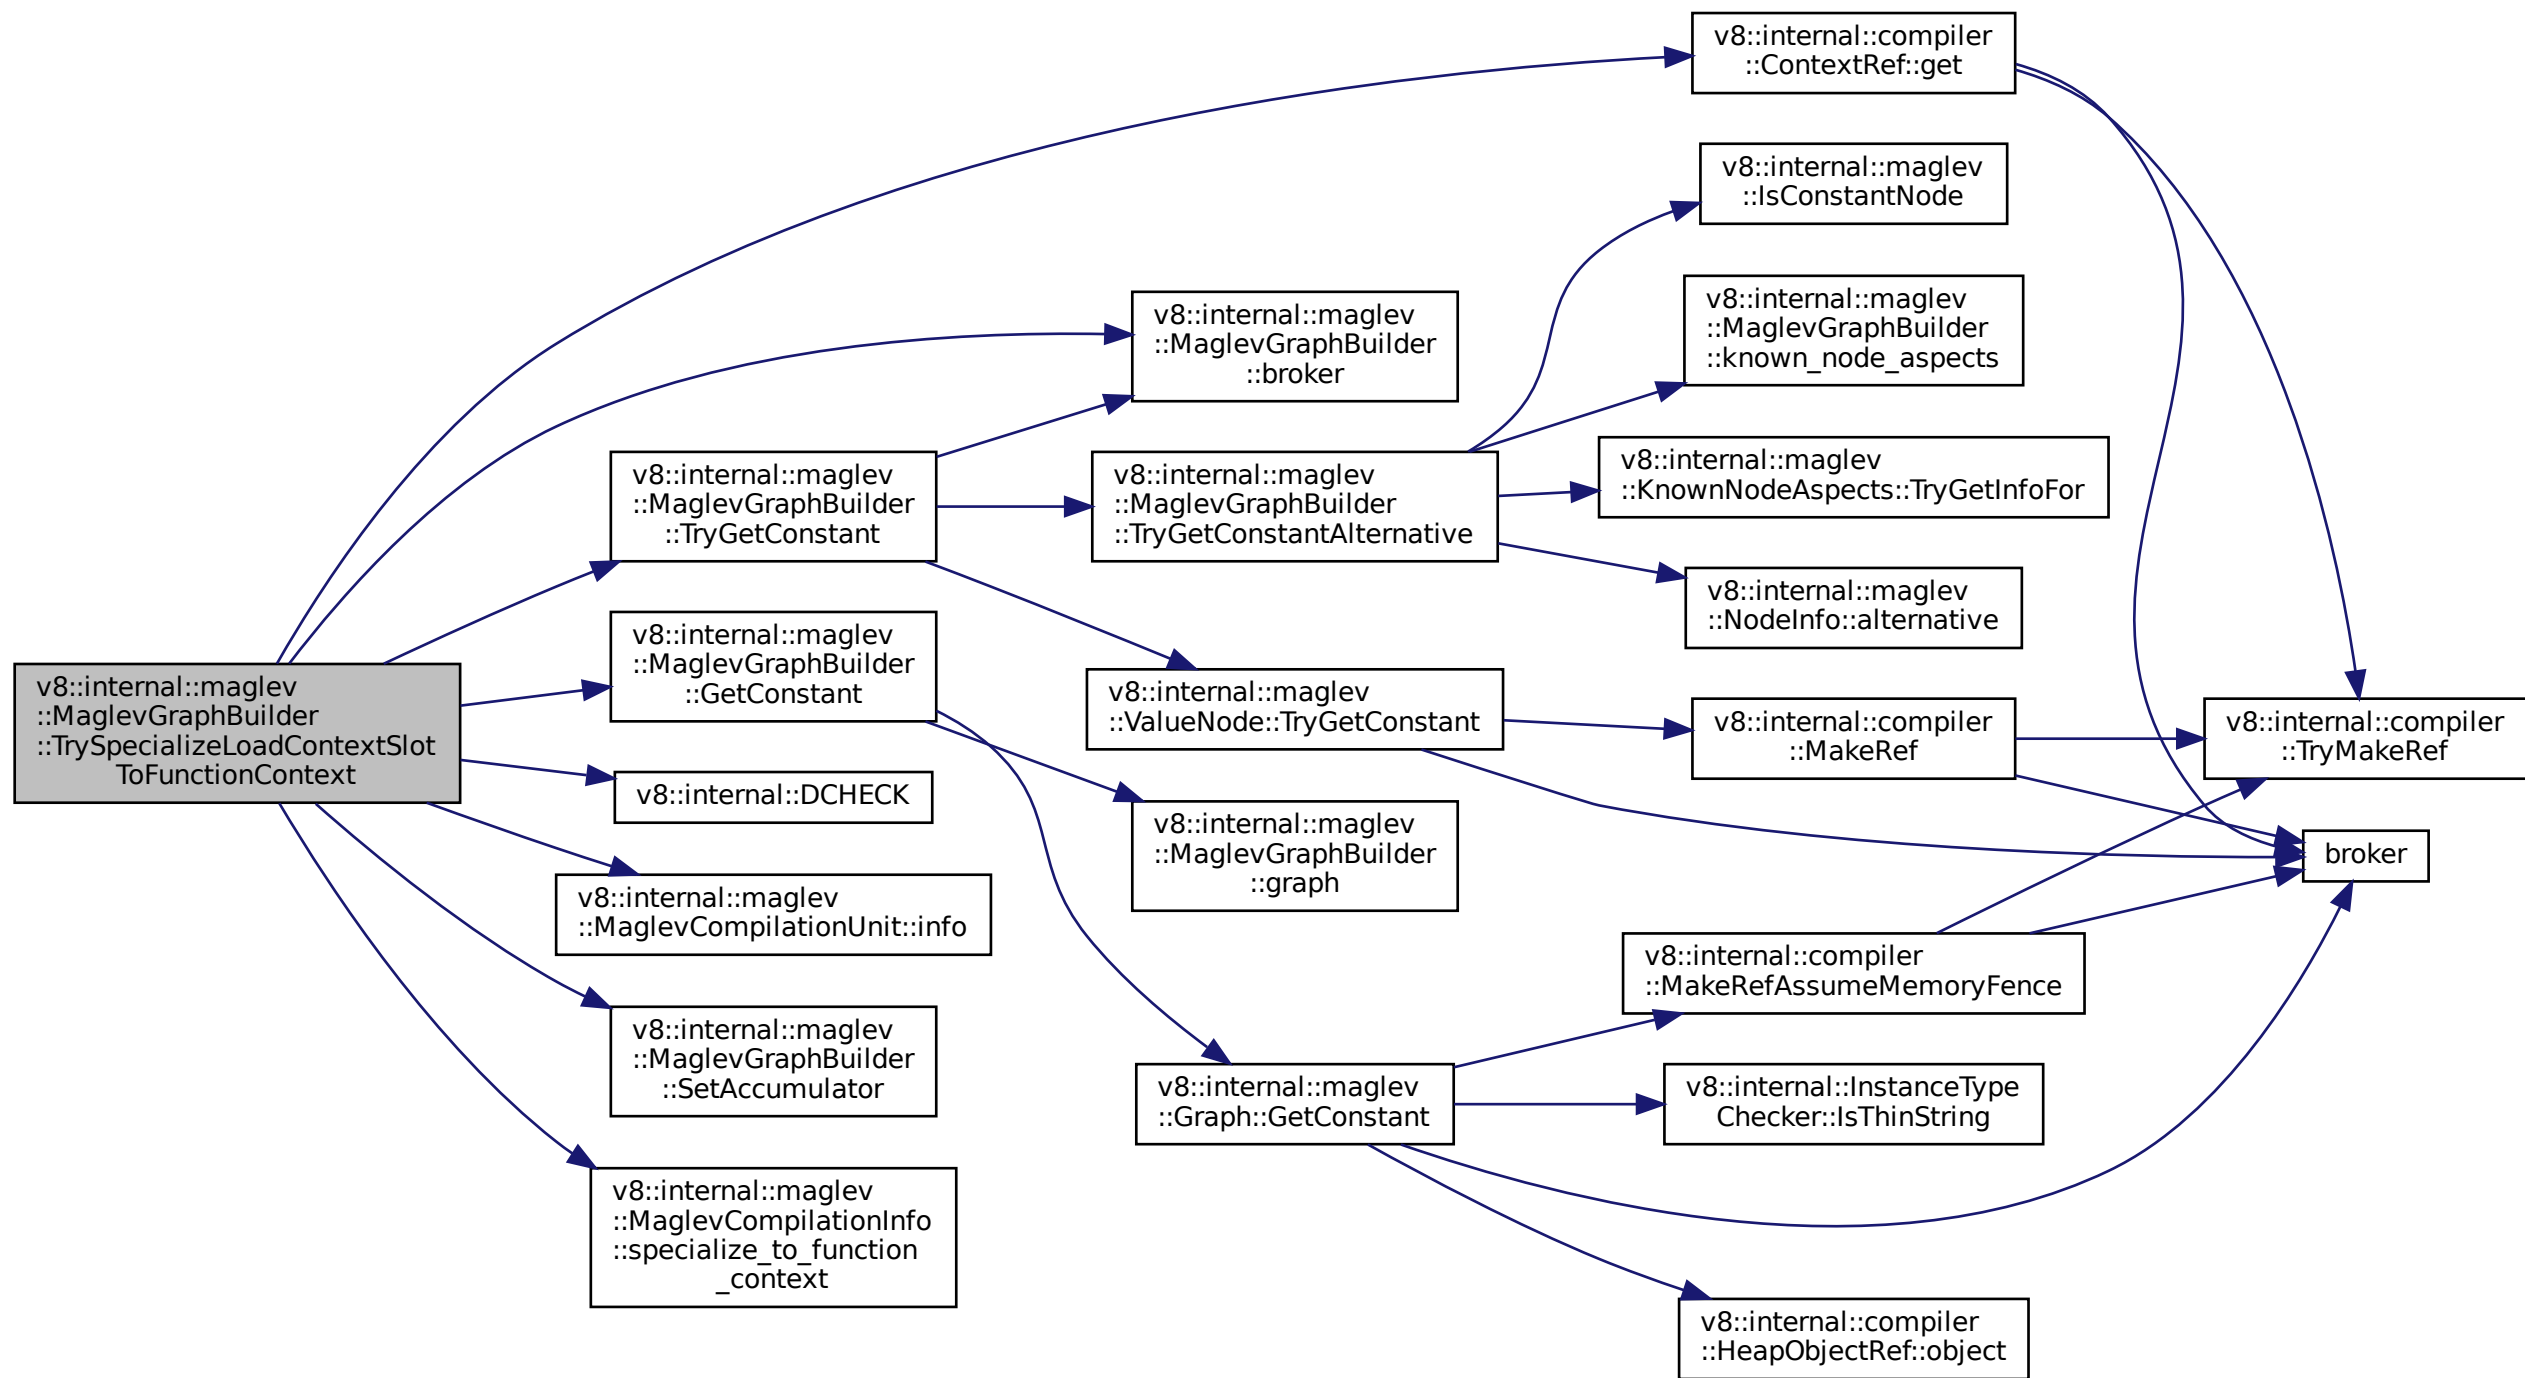 v8::internal::maglev
::MaglevGraphBuilder
::TrySpecializeLoadContextSlot
ToFunctionContext
v8::internal::compiler
::ContextRef::get
v8::internal::maglev
::MaglevGraphBuilder
::broker
v8::internal::maglev
::MaglevGraphBuilder
::TryGetConstant
v8::internal::maglev
::MaglevGraphBuilder
::GetConstant
v8::internal::DCHECK
v8::internal::maglev
::MaglevCompilationUnit::info
v8::internal::maglev
::MaglevGraphBuilder
::SetAccumulator
v8::internal::maglev
::MaglevCompilationInfo
::specialize_to_function
_context
v8::internal::maglev
::MaglevGraphBuilder
::TryGetConstantAlternative
v8::internal::maglev
::ValueNode::TryGetConstant
v8::internal::maglev
::MaglevGraphBuilder
::graph
v8::internal::maglev
::Graph::GetConstant
v8::internal::maglev
::IsConstantNode
v8::internal::maglev
::MaglevGraphBuilder
::known_node_aspects
v8::internal::maglev
::KnownNodeAspects::TryGetInfoFor
v8::internal::maglev
::NodeInfo::alternative
v8::internal::compiler
::MakeRef
v8::internal::compiler
::MakeRefAssumeMemoryFence
v8::internal::InstanceType
Checker::IsThinString
v8::internal::compiler
::HeapObjectRef::object
v8::internal::compiler
::TryMakeRef
broker